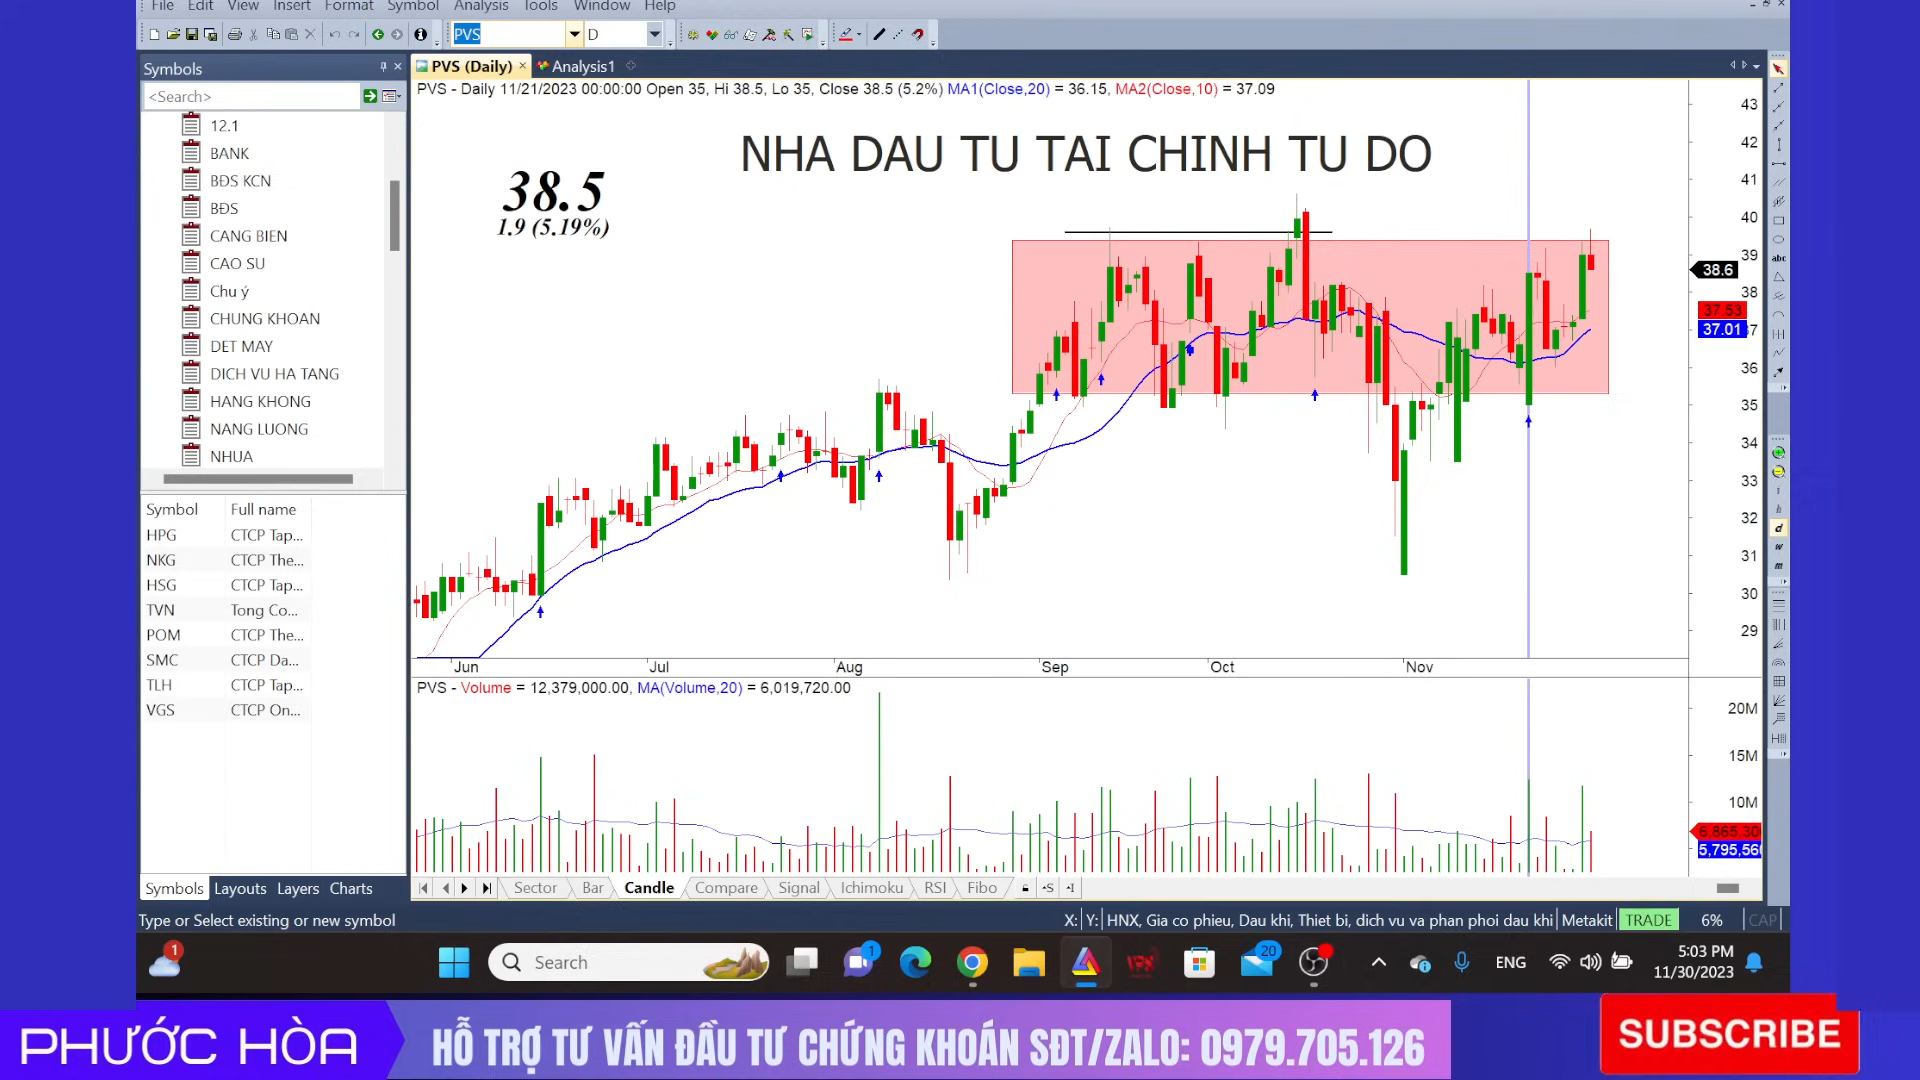 File Edit View Insert Format Symbol Analysis Tools Window Help
PVS D
Symbols
PVS (Daily) Analysis1
<Search>
PVS - Daily 11/21/2023 00:00:00 Open 35, Hi 38.5, Lo 35, Close 38.5 (5.2%) MA1(Close,20) = 36.15, MA2(Close,10) = 37.09
NHA DAU TU TAI CHINH TU DO
38.5
1.9 (5.19%)
12.1
BANK
BĐS KCN
BĐS
CANG BIEN
CAO SU
Chu ý
CHUNG KHOAN
DET MAY
DICH VU HA TANG
HANG KHONG
NANG LUONG
NHUA
43
42
41
40
39
38.6
38
37.53
37.01
36
35
34
33
32
31
30
29
abc
i
h
d
w
m
Symbol Full name
HPG CTCP Tap...
NKG CTCP The...
HSG CTCP Tap...
TVN Tong Co...
POM CTCP The...
SMC CTCP Da...
TLH CTCP Tap...
VGS CTCP On...
Jun Jul Aug Sep Oct Nov
PVS - Volume = 12,379,000.00, MA(Volume,20) = 6,019,720.00
20M
15M
10M
6,865,30
5,795,56
Symbols Layouts Layers Charts
Sector Bar Candle Compare Signal Ichimoku RSI Fibo
Type or Select existing or new symbol
X: Y: HNX, Gia co phieu, Dau khi, Thiet bi, dich vu va phan phoi dau khi Metakit TRADE 6% CAP
1
Search
1
20
ENG
5:03 PM
11/30/2023
PHƯỚC HÒA
HỖ TRỢ TƯ VẤN ĐẦU TƯ CHỨNG KHOÁN SĐT/ZALO: 0979.705.126
SUBSCRIBE